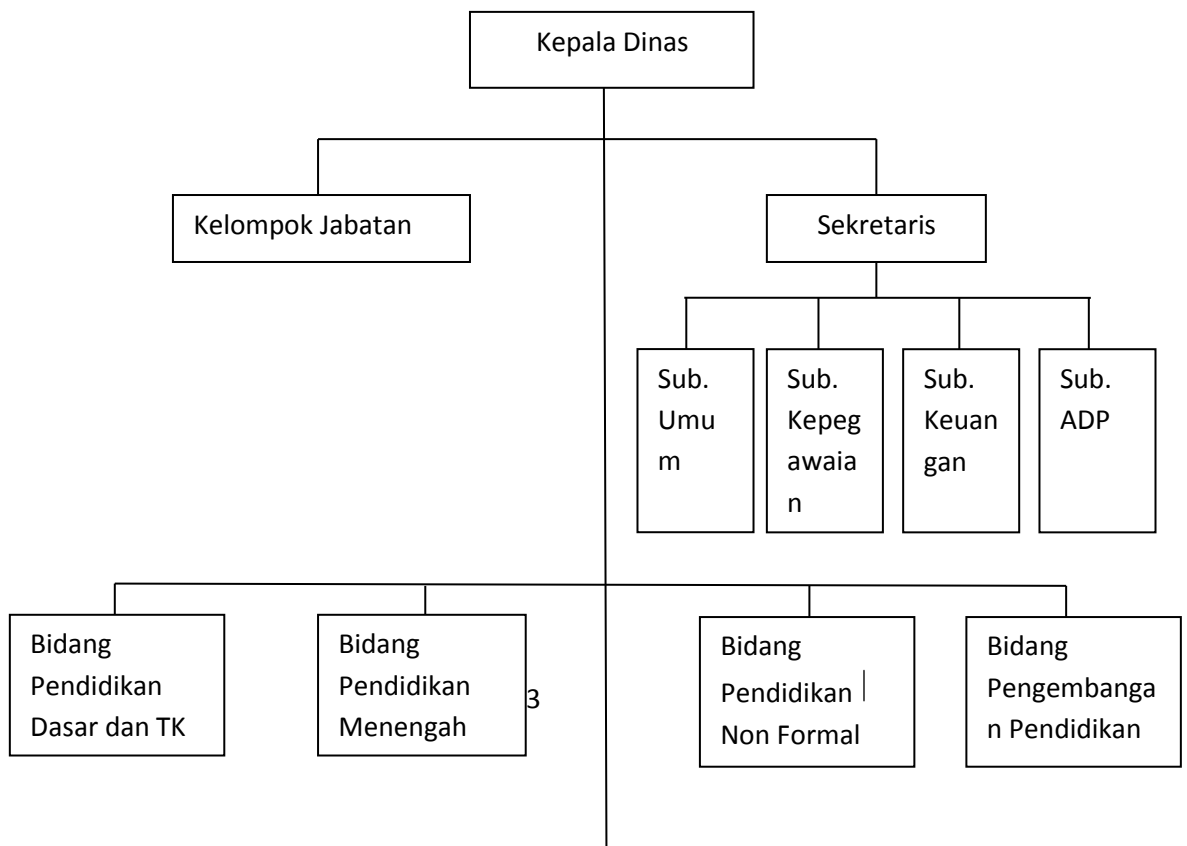 Kepala Dinas
Kelompok Jabatan
Sekretaris
Sub.
Umu
m
Sub.
Kepeg
awaia
n
Sub.
Keuan
gan
Sub.
ADP
Bidang
Pendidikan
Dasar dan TK
Bidang
Pendidikan
Menengah
3
Bidang
Pendidikan
Non Formal
Bidang
Pengembanga
n Pendidikan